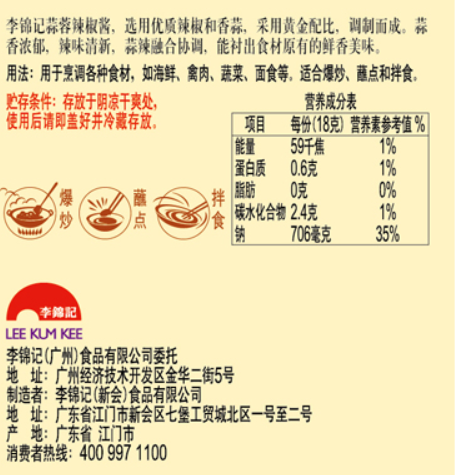 李锦记蒜蓉辣椒酱，选用优质辣椒和香蒜，采用黄金配比，调制而成。蒜
香浓郁，辣味清新，蒜辣融合协调，能衬出食材原有的鲜香美味。
用法：用于烹调各种食材，如海鲜、禽肉、蔬菜、面食等。适合爆炒、蘸点和拌食。
贮存条件：存放于阴凉干爽处，
使用后请即盖好并冷藏存放。
营养成分表
项目 每份(18克) 营养素参考值%
能量 59千焦 1%
蛋白质 0.6克 1%
脂肪 0克 0%
碳水化合物 2.4克 1%
钠 706毫克 35%
爆炒
蘸点
拌食
李錦記
LEE KUM KEE
李锦记(广州)食品有限公司委托
地 址：广州经济技术开发区金华二街5号
制造者：李锦记(新会)食品有限公司
地 址：广东省江门市新会区七堡工贸城北区一号至二号
产 地：广东省 江门市
消费者热线：400 997 1100